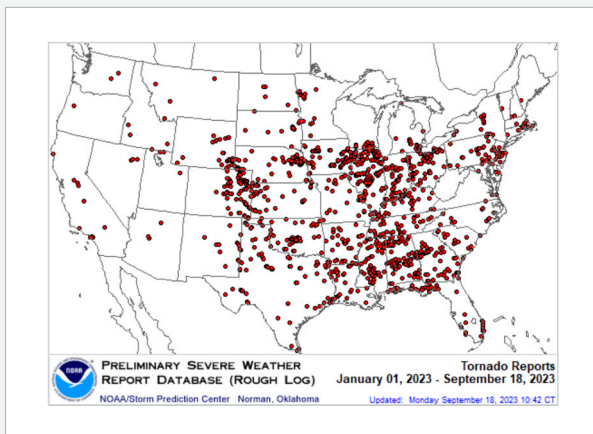 NOAA
PRELIMINARY SEVERE WEATHER
REPORT DATABASE (ROUGH LOG)
NOAA/Storm Prediction Center Norman, Oklahoma
Tornado Reports
January 01, 2023 - September 18, 2023
Updated: Monday September 18, 2023 10:42 CT